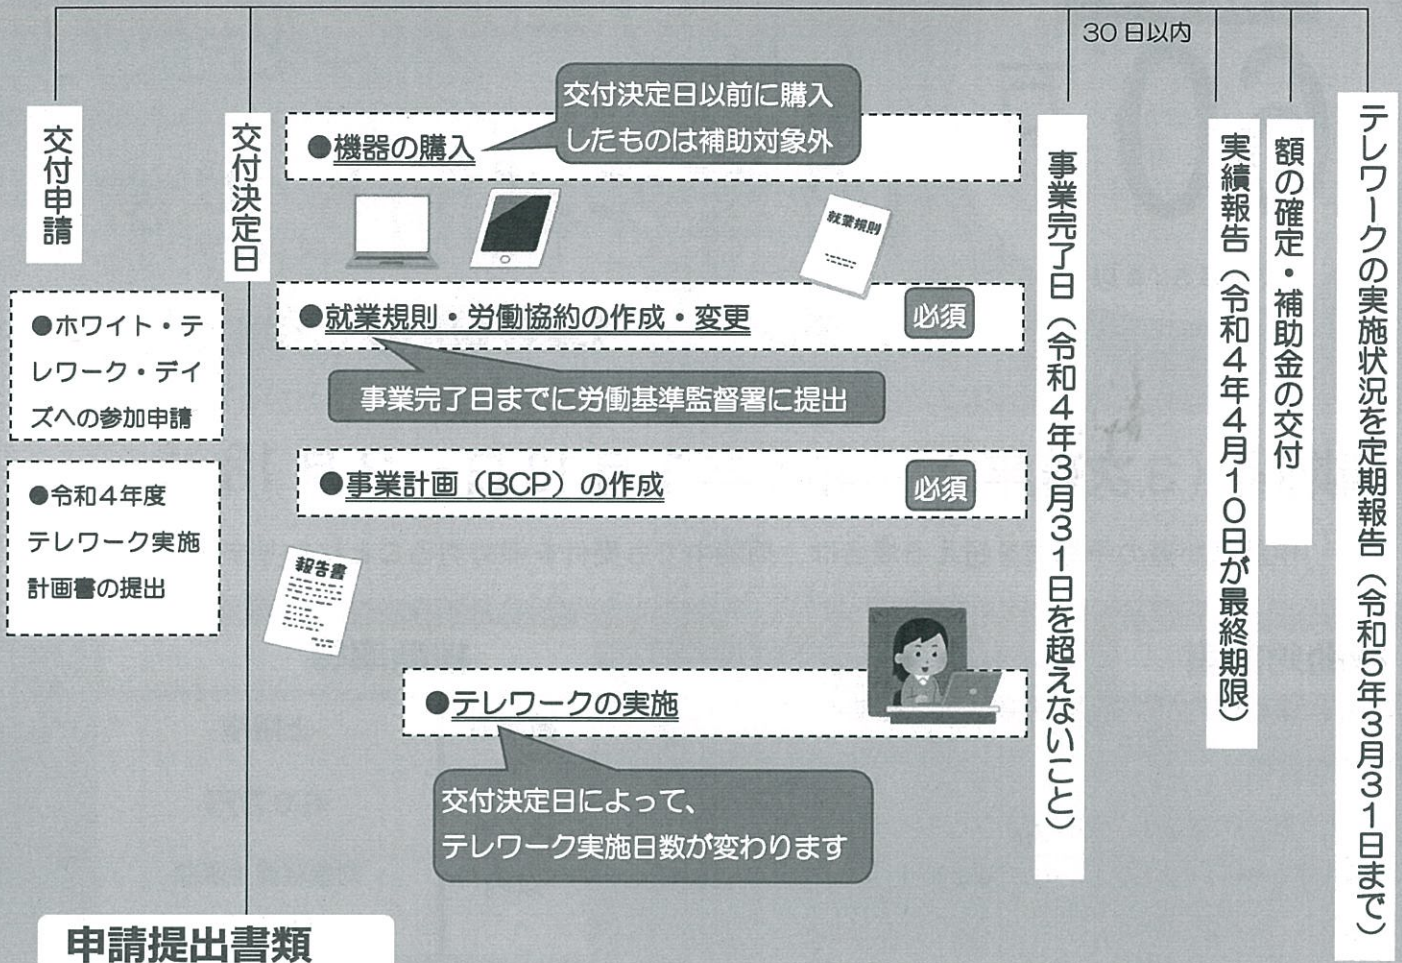 30日以内
交付申請
●ホワイト・テ
レワーク・デイ
ズへの参加申請
●令和4年度
テレワーク実施
計画書の提出
交付決定日
●機器の購入
交付決定日以前に購入
したものは補助対象外
就業規則
●就業規則・労働協約の作成・変更
必須
事業完了日までに労働基準監督署に提出
●事業計画（BCP）の作成
必須
報告書
●テレワークの実施
交付決定日によって、
テレワーク実施日数が変わります
事業完了日（令和4年3月31日を超えないこと）
実績報告（令和4年4月10日が最終期限）
額の確定・補助金の交付
テレワークの実施状況を定期報告（令和5年3月31日まで）
申請提出書類